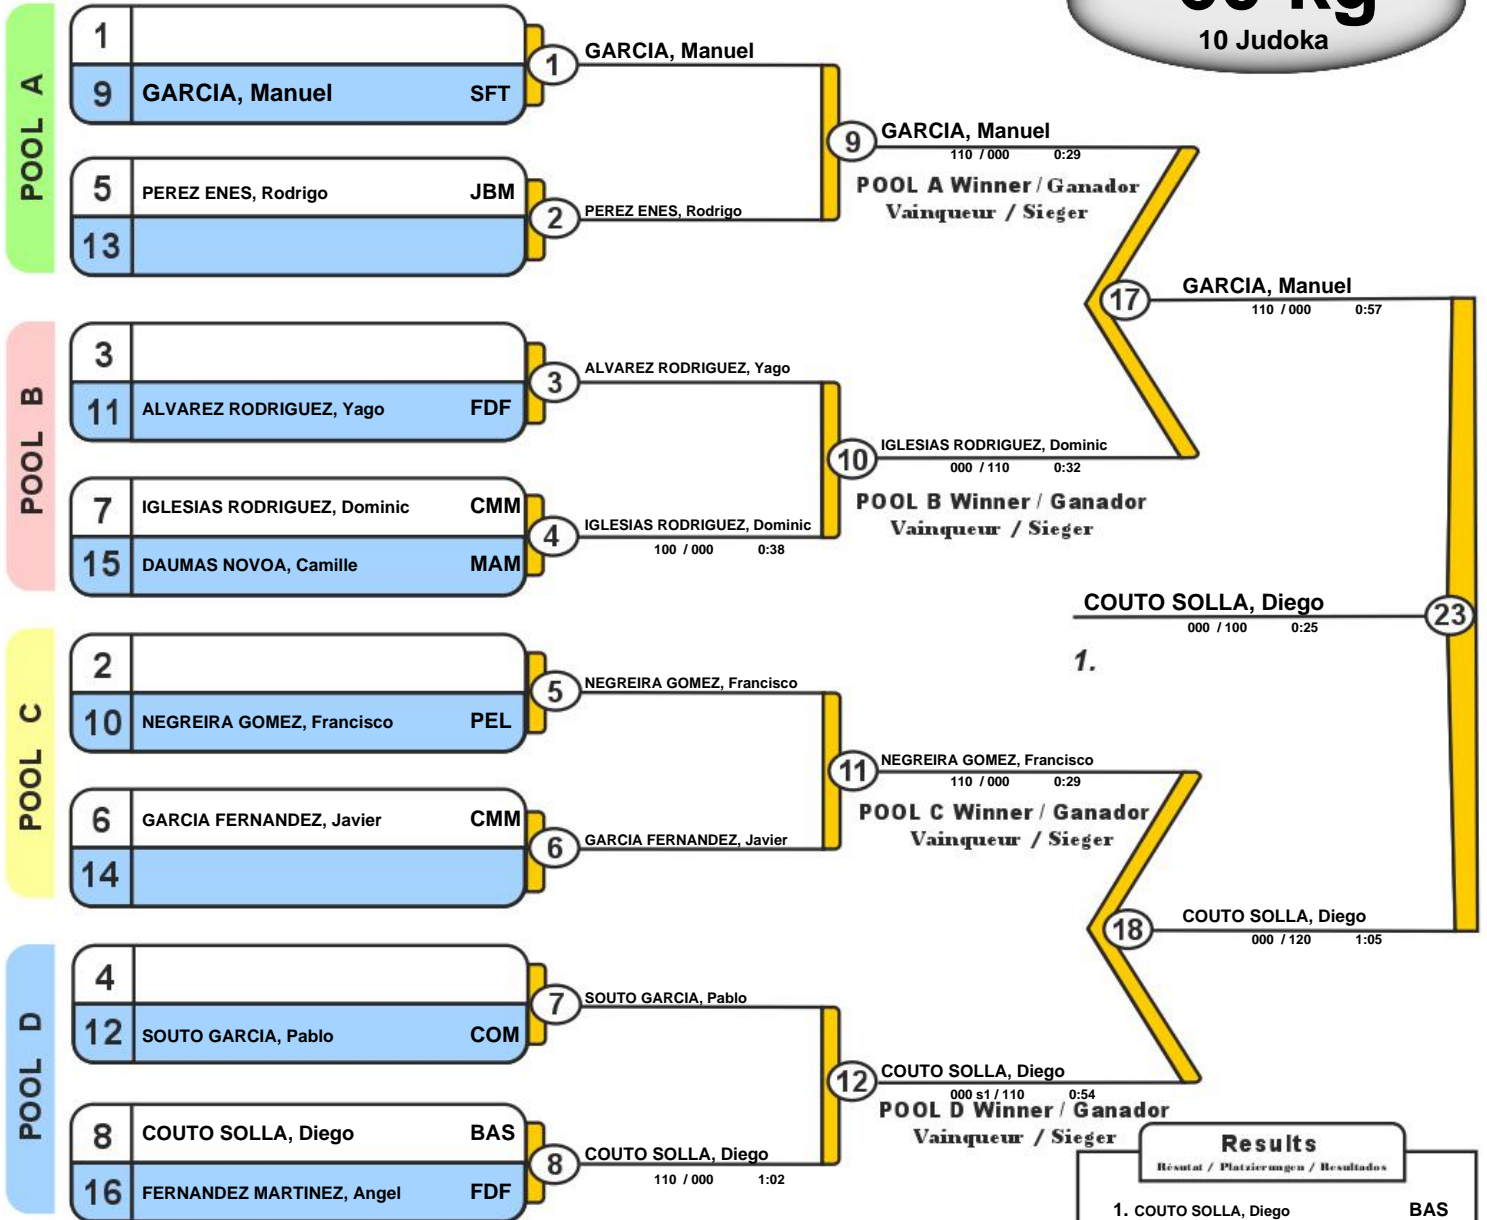 10 Judoka
POOL A
1
9 GARCIA, Manuel SFT
5 PEREZ ENES, Rodrigo JBM
13
1 GARCIA, Manuel
2 PEREZ ENES, Rodrigo
9 GARCIA, Manuel
110 / 000 0:29
POOL A Winner / Ganador
Vainqueur / Sieger
POOL B
3
11 ALVAREZ RODRIGUEZ, Yago FDF
7 IGLESIAS RODRIGUEZ, Dominic CMM
15 DAUMAS NOVOA, Camille MAM
3 ALVAREZ RODRIGUEZ, Yago
4 IGLESIAS RODRIGUEZ, Dominic
100 / 000 0:38
10 IGLESIAS RODRIGUEZ, Dominic
000 / 110 0:32
POOL B Winner / Ganador
Vainqueur / Sieger
17 GARCIA, Manuel
110 / 000 0:57
POOL C
2
10 NEGREIRA GOMEZ, Francisco PEL
6 GARCIA FERNANDEZ, Javier CMM
14
5 NEGREIRA GOMEZ, Francisco
6 GARCIA FERNANDEZ, Javier
11 NEGREIRA GOMEZ, Francisco
110 / 000 0:29
POOL C Winner / Ganador
Vainqueur / Sieger
POOL D
4
12 SOUTO GARCIA, Pablo COM
8 COUTO SOLLA, Diego BAS
16 FERNANDEZ MARTINEZ, Angel FDF
7 SOUTO GARCIA, Pablo
8 COUTO SOLLA, Diego
110 / 000 1:02
12 COUTO SOLLA, Diego
000 s1 / 110 0:54
POOL D Winner / Ganador
Vainqueur / Sieger
18 COUTO SOLLA, Diego
000 / 120 1:05
COUTO SOLLA, Diego 23
000 / 100 0:25
1.
Results
Résutat / Platzierungen / Resultados
1. COUTO SOLLA, Diego BAS